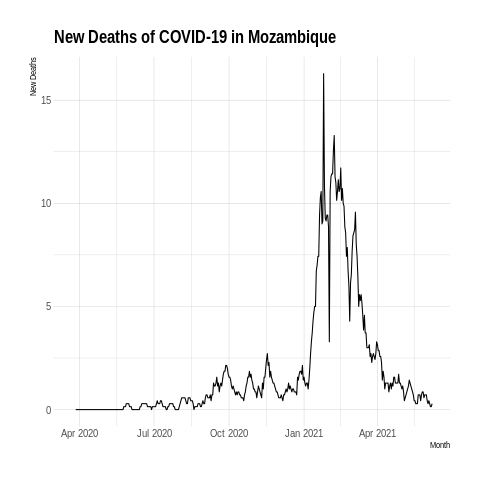 New Deaths of COVID-19 in Mozambique
New Deaths
15
10
5
0
Apr 2020 Jul 2020 Oct 2020 Jan 2021 Apr 2021
Month